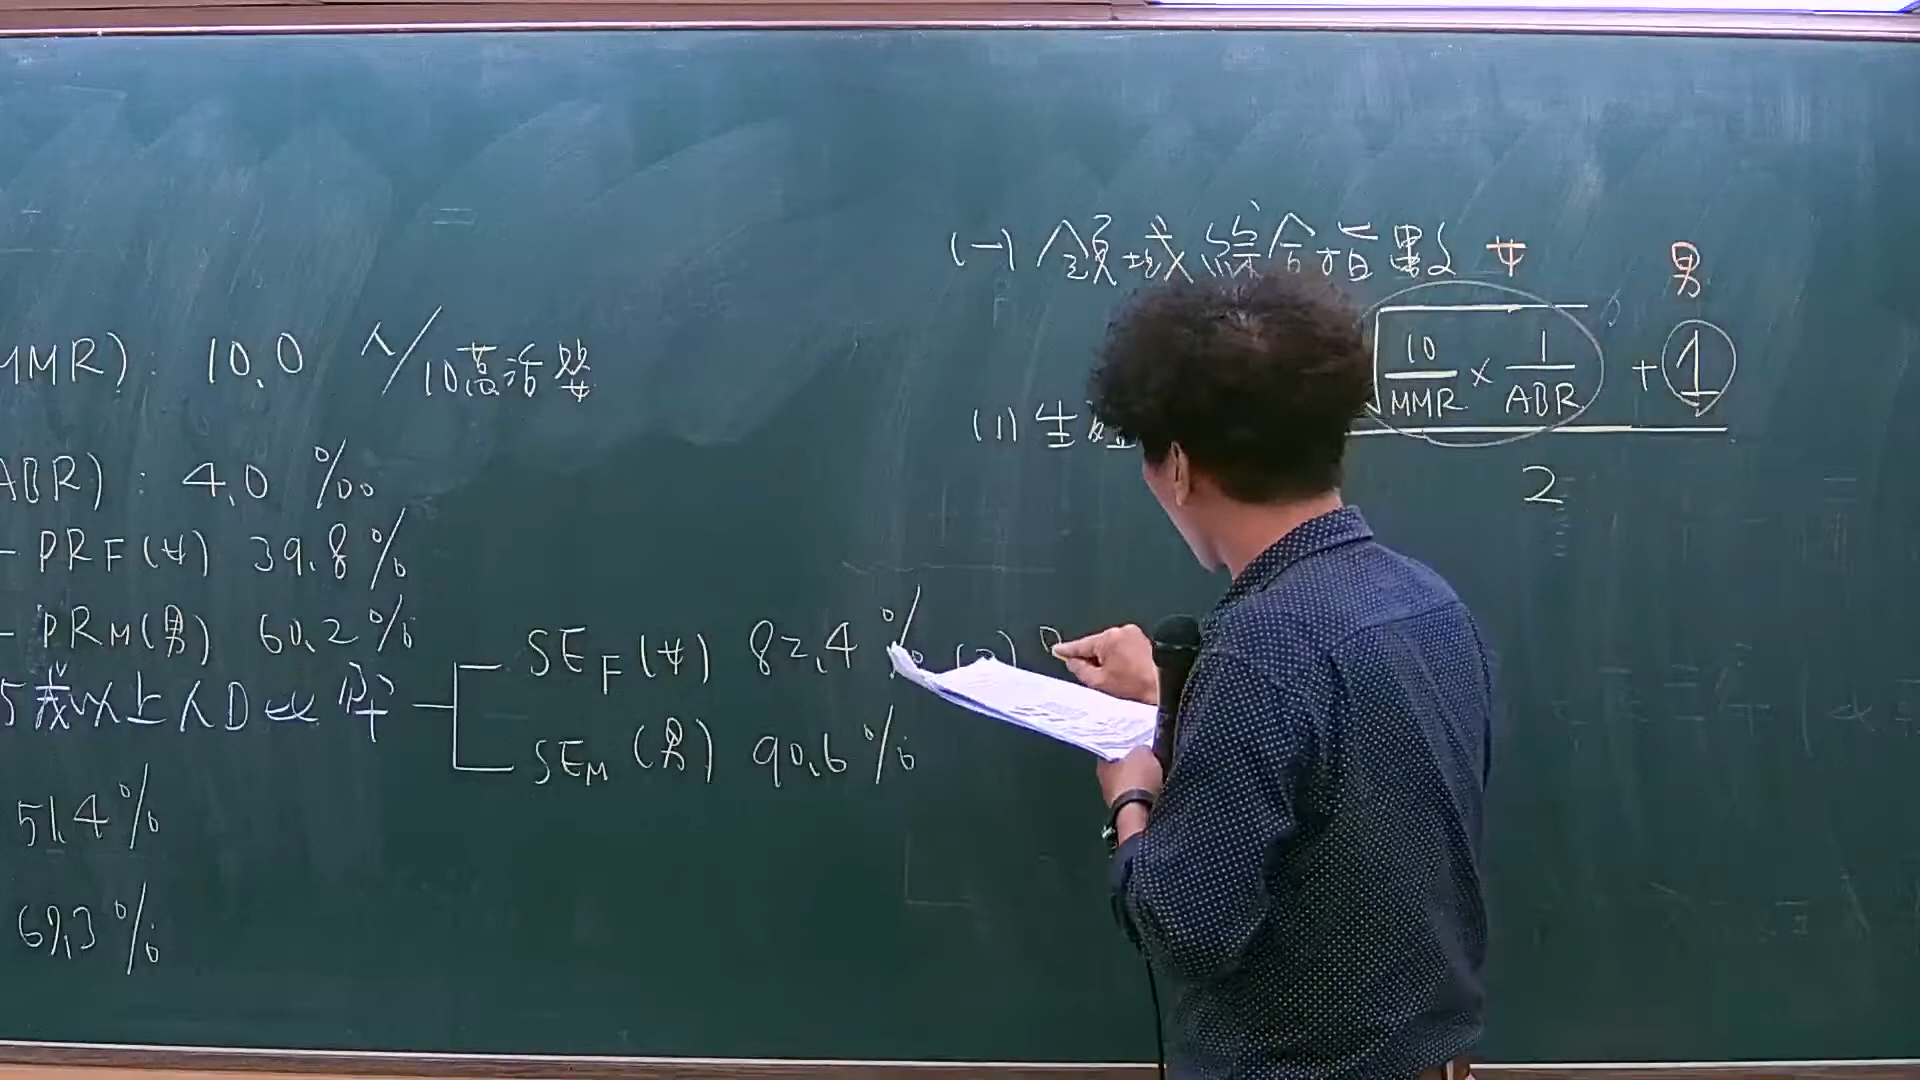 MMR): 10.0 人/10萬活嬰
ABR): 4.0 ‰
- PRF(女) 39.8%
- PRM(男) 60.2%
5歲以上人口比率
SEF(女) 82.4%
SEM(男) 90.6%
51.4%
69.3%
(一) 領域綜合指數 女 男
(1) 生
√ 10/MMR × 1/ABR + 1
2
(2)